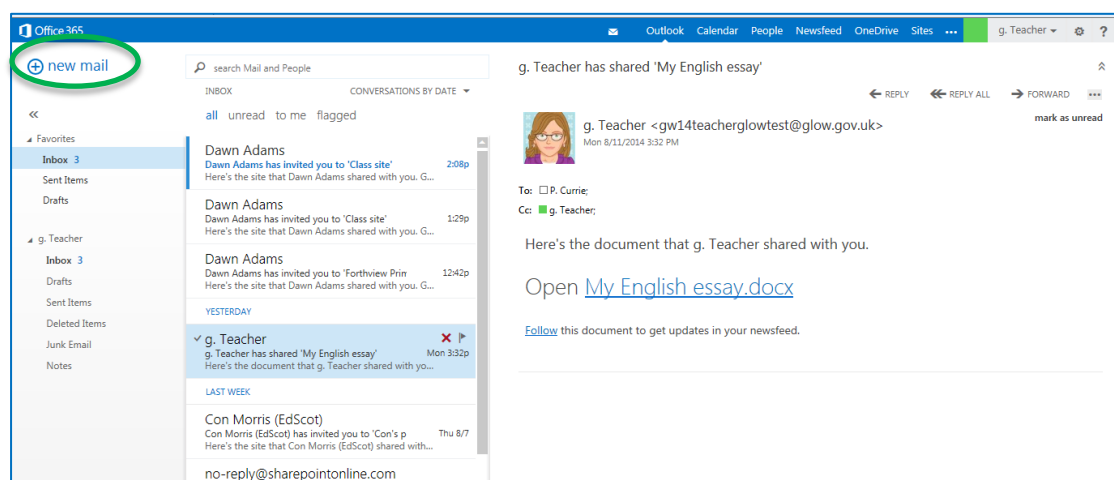 Office 365
Outlook Calendar People Newsfeed OneDrive Sites ••• g. Teacher ?
new mail
Favorites
Inbox 3
Sent Items
Drafts
g. Teacher
Inbox 3
Drafts
Sent Items
Deleted Items
Junk Email
Notes
search Mail and People
INBOX CONVERSATIONS BY DATE
all unread to me flagged
Dawn Adams
Dawn Adams has invited you to 'Class site' 2:08p
Here's the site that Dawn Adams shared with you. G...
Dawn Adams
Dawn Adams has invited you to 'Class site' 1:29p
Here's the site that Dawn Adams shared with you. G...
Dawn Adams
Dawn Adams has invited you to 'Forthview Prin 12:42p
Here's the site that Dawn Adams shared with you. G...
YESTERDAY
g. Teacher
g. Teacher has shared 'My English essay' Mon 3:32p
Here's the document that g. Teacher shared with yo...
LAST WEEK
Con Morris (EdScot)
Con Morris (EdScot) has invited you to 'Con's p Thu 8/7
Here's the site that Con Morris (EdScot) shared with...
no-reply@sharepointonline.com
g. Teacher has shared 'My English essay'
REPLY REPLY ALL FORWARD •••
mark as unread
g. Teacher <gw14teacherglowtest@glow.gov.uk>
Mon 8/11/2014 3:32 PM
To: P. Currie;
Cc: g. Teacher;
Here's the document that g. Teacher shared with you.
Open My English essay.docx
Follow this document to get updates in your newsfeed.